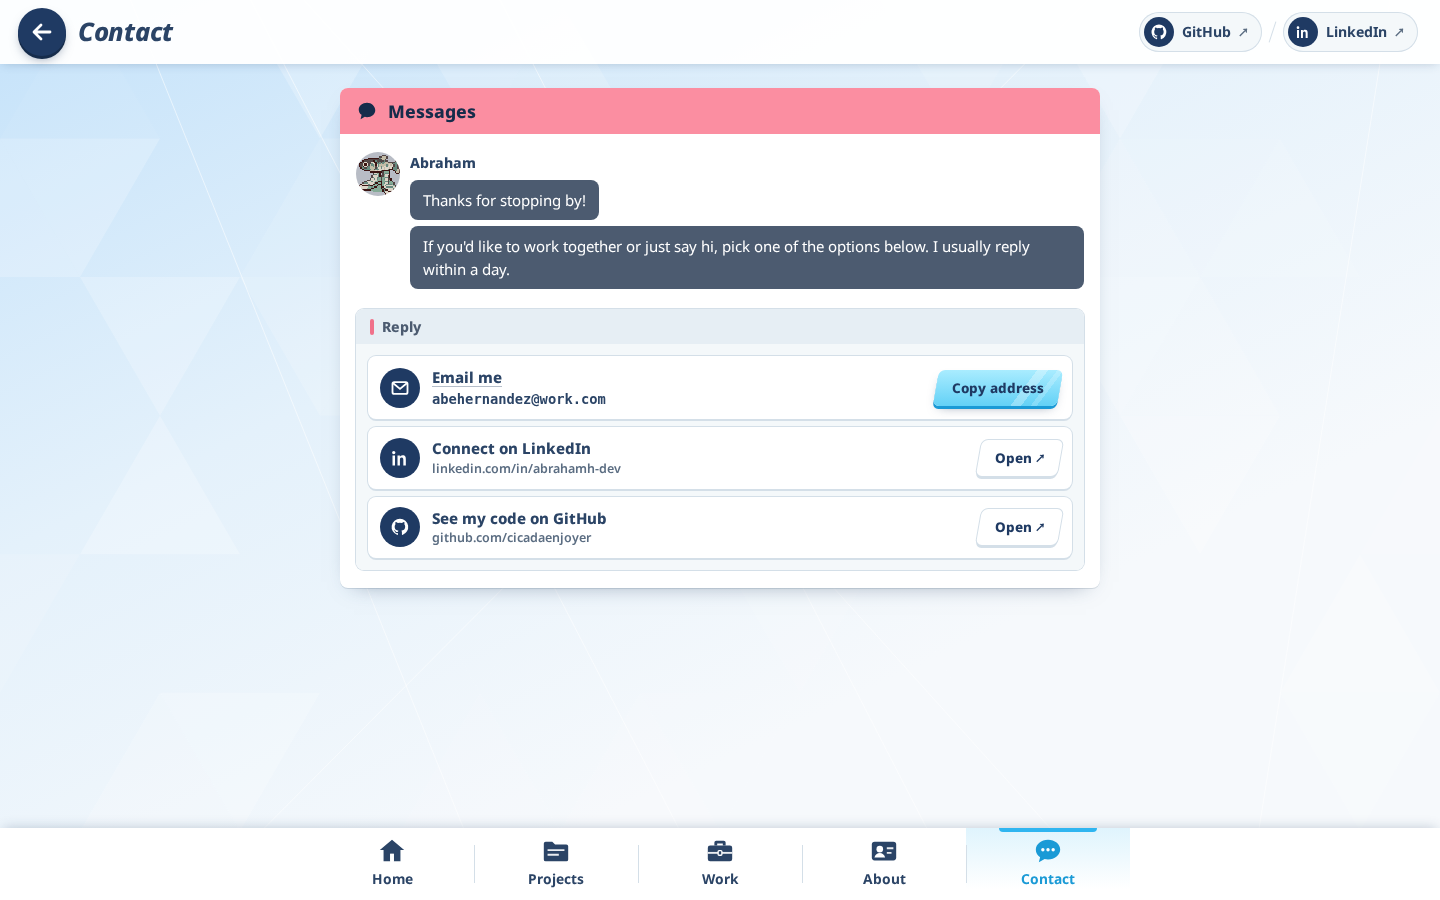 Contact
GitHub ↗
LinkedIn ↗
Messages
Abraham
Thanks for stopping by!
If you'd like to work together or just say hi, pick one of the options below. I usually reply
within a day.
Reply
Email me
abehernandez@work.com
Copy address
in
Connect on LinkedIn
linkedin.com/in/abrahamh-dev
Open ↗
See my code on GitHub
github.com/cicadaenjoyer
Open ↗
Home
Projects
Work
About
Contact